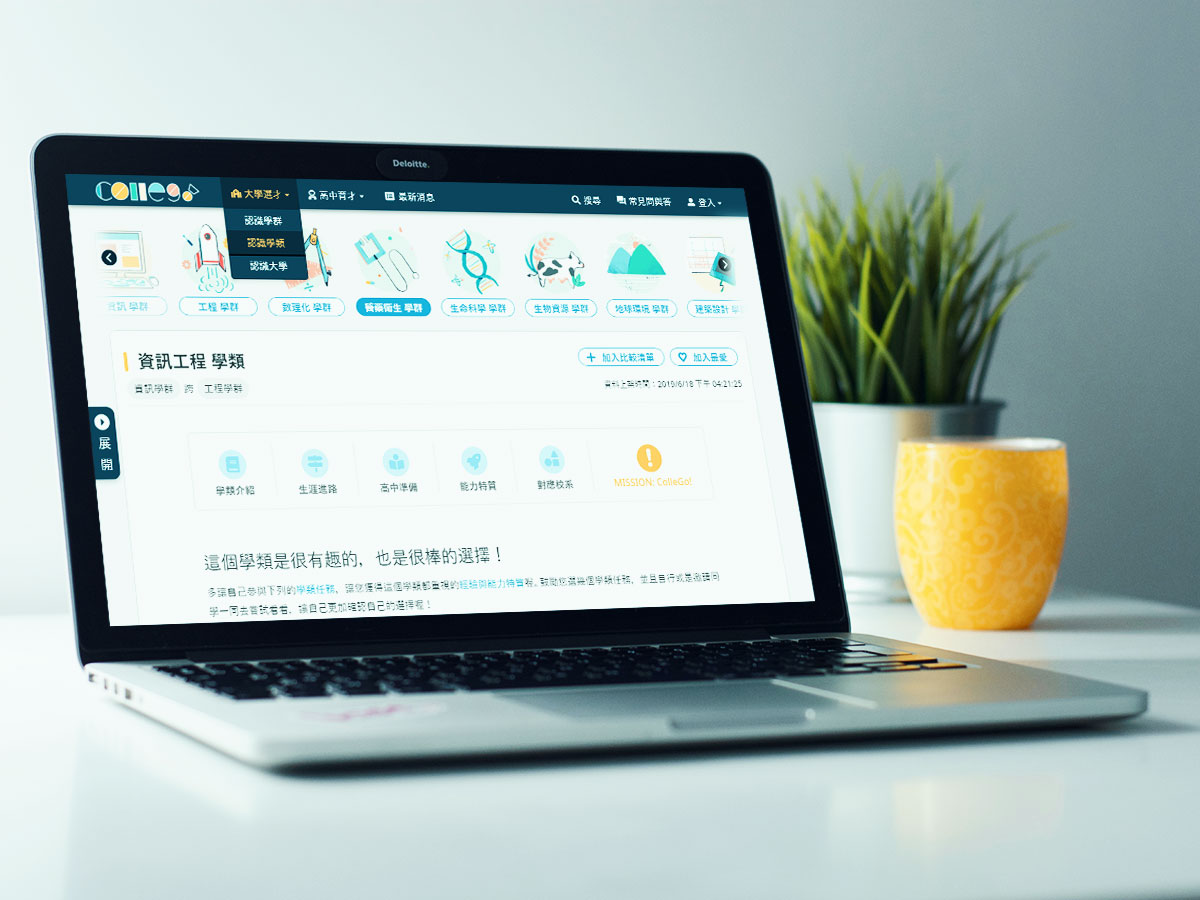 Deloitte.
ColleGo
大學選才
高中育才
最新消息
搜尋
常見問與答
登入
認識學群
認識學類
認識大學
資訊 學群
工程 學群
數理化 學群
醫藥衛生 學群
生命科學 學群
生物資源 學群
地球環境 學群
建築設計 學群
資訊工程 學類
加入比較清單
加入最愛
資訊學群 跨 工程學群
資料上架時間：2019/6/18 下午 04:21:25
展
開
學類介紹
生涯進路
高中準備
能力特質
對應校系
MISSION: ColleGo!
這個學類是很有趣的，也是很棒的選擇！
多讓自己參與下列的學類任務，讓您獲得這個學類都重視的經驗與能力特質喔。鼓勵您選幾個學類任務，並且自行或是邀請同
學一同去嘗試看看，讓自己更加確認自己的選擇喔！